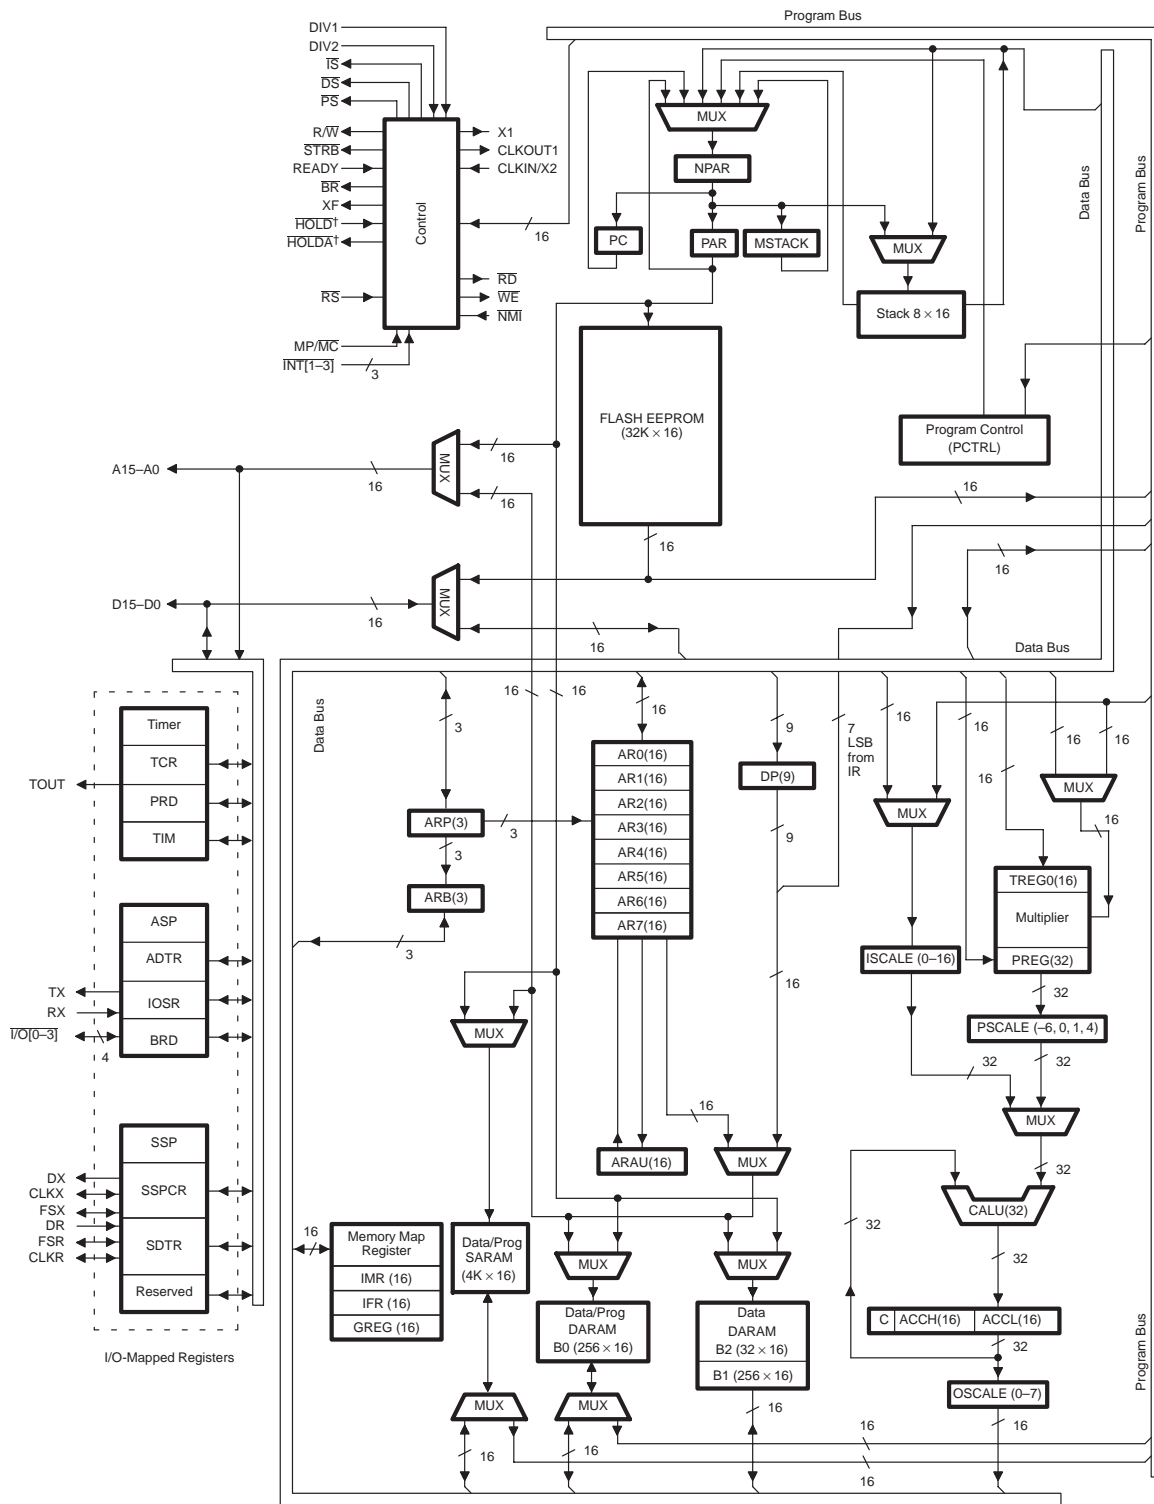 Program Bus
DIV1
DIV2
IS
DS
PS
R/W
STRB
READY
BR
XF
HOLD†
HOLDA†
RS
MP/MC
INT[1–3]
3
Control
X1
CLKOUT1
CLKIN/X2
RD
WE
NMI
16
MUX
NPAR
PC
PAR
MSTACK
MUX
Stack 8 × 16
Data Bus
Program Bus
FLASH EEPROM
(32K × 16)
Program Control
(PCTRL)
A15–A0
16
MUX
16
16
16
16
D15–D0
16
MUX
16
16
Data Bus
Data Bus
16
16
3
16
9
7
LSB
from
IR
16
16
16
16
16
Timer
TCR
PRD
TIM
TOUT
ARP(3)
3
3
ARB(3)
3
AR0(16)
AR1(16)
AR2(16)
AR3(16)
AR4(16)
AR5(16)
AR6(16)
AR7(16)
DP(9)
9
MUX
MUX
16
TREG0(16)
Multiplier
PREG(32)
ISCALE (0–16)
32
PSCALE (–6, 0, 1, 4)
32
32
MUX
32
ASP
ADTR
IOSR
BRD
TX
RX
I/O[0–3]
4
MUX
16
16
ARAU(16)
MUX
CALU(32)
32
32
SSP
SSPCR
SDTR
Reserved
DX
CLKX
FSX
DR
FSR
CLKR
I/O-Mapped Registers
16
Memory Map
Register
IMR (16)
IFR (16)
GREG (16)
Data/Prog
SARAM
(4K × 16)
MUX
MUX
Data/Prog
DARAM
B0 (256 × 16)
Data
DARAM
B2 (32 × 16)
B1 (256 × 16)
C
ACCH(16)
ACCL(16)
32
OSCALE (0–7)
MUX
MUX
16
16
16
16
16
16
Program Bus